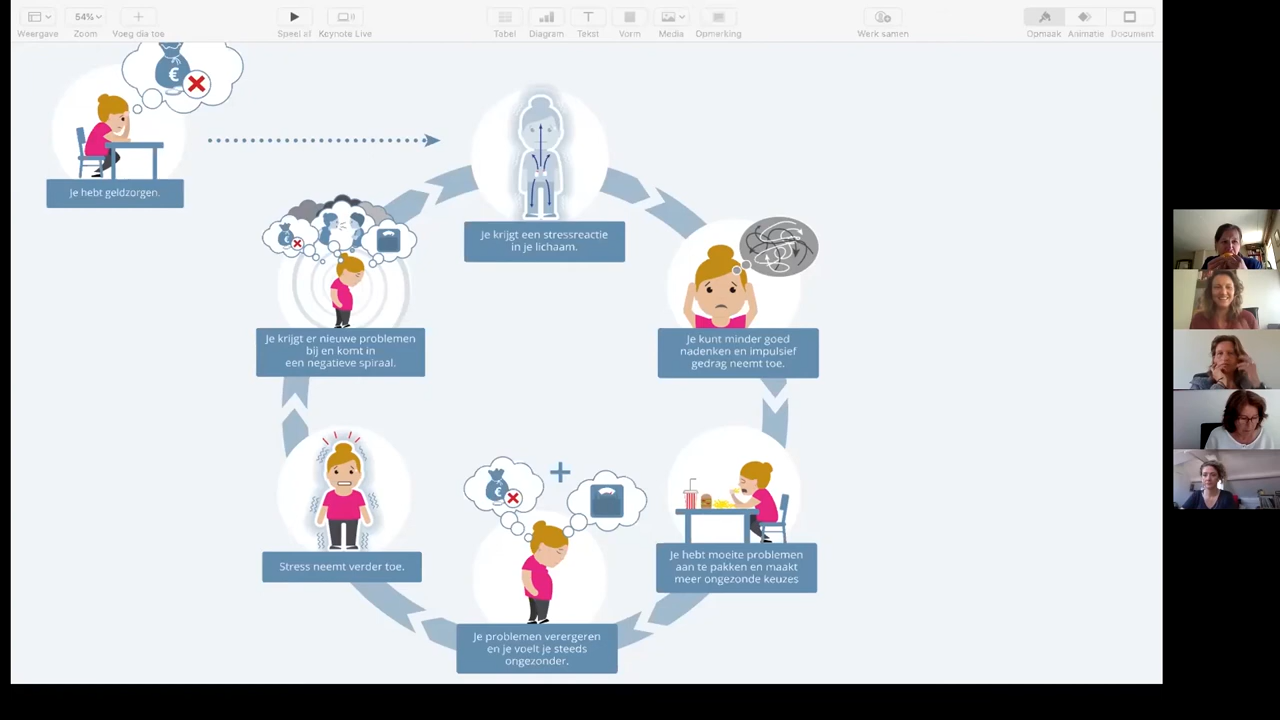 54%
Weergave
Zoom
Voeg dia toe
Speel af
Keynote Live
Tabel
Diagram
Tekst
Vorm
Media
Opmerking
Werk samen
Opmaak
Animatie
Document
€
Je hebt geldzorgen.
Je krijgt een stressreactie
in je lichaam.
Je kunt minder goed
nadenken en impulsief
gedrag neemt toe.
Je hebt moeite problemen
aan te pakken en maakt
meer ongezonde keuzes
€
Je problemen verergeren
en je voelt je steeds
ongezonder.
Stress neemt verder toe.
€
Je krijgt er nieuwe problemen
bij en komt in
een negatieve spiraal.